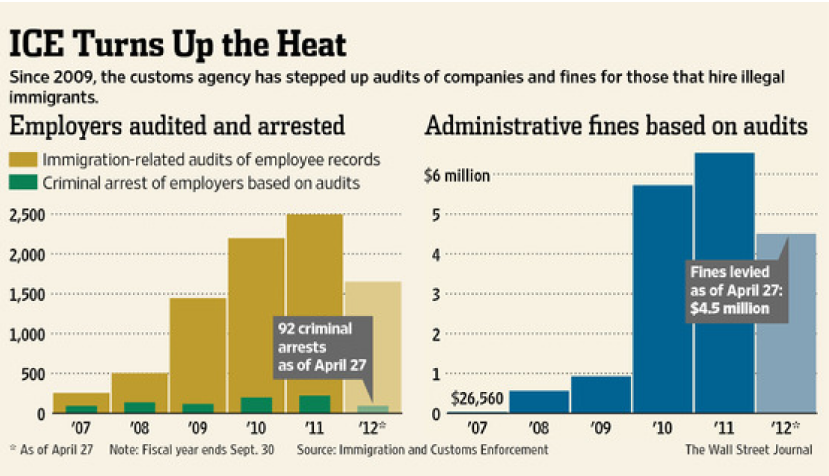 ICE Turns Up the Heat
Since 2009, the customs agency has stepped up audits of companies and fines for those that hire illegal
immigrants.
Employers audited and arrested
Immigration-related audits of employee records
Criminal arrest of employers based on audits
2,500
2,000
1,500
1,000
500
0
92 criminal
arrests
as of April 27
'07 '08 '09 '10 '11 '12*
Administrative fines based on audits
$6 million
5
4
3
2
1
0
$26,560
Fines levied
as of April 27:
$4.5 million
'07 '08 '09 '10 '11 '12*
* As of April 27 Note: Fiscal year ends Sept. 30 Source: Immigration and Customs Enforcement The Wall Street Journal